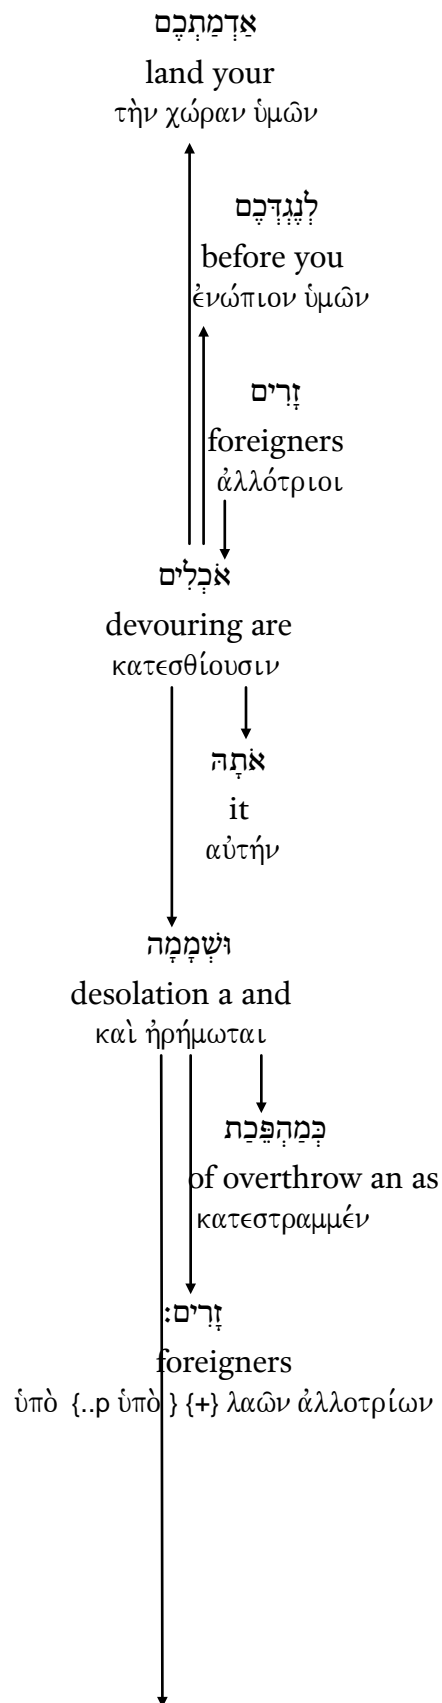 אַדְמַתְכֶם
land your
τὴν χώραν ὑμῶν
לְנֶגְדְּכֶם
before you
ἐνώπιον ὑμῶν
זָרִים
foreigners
ἀλλότριοι
אֹכְלִים
devouring are
κατεσθίουσιν
אֹתָהּ
it
αὐτήν
וּשְׁמָמָה
desolation a and
καὶ ἠρήμωται
כְּמַהְפֵּכַת
of overthrow an as
κατεστραμμέν
זָרִים׃
foreigners
ὑπὸ {..p ὑπὸ } {+} λαῶν ἀλλοτρίων